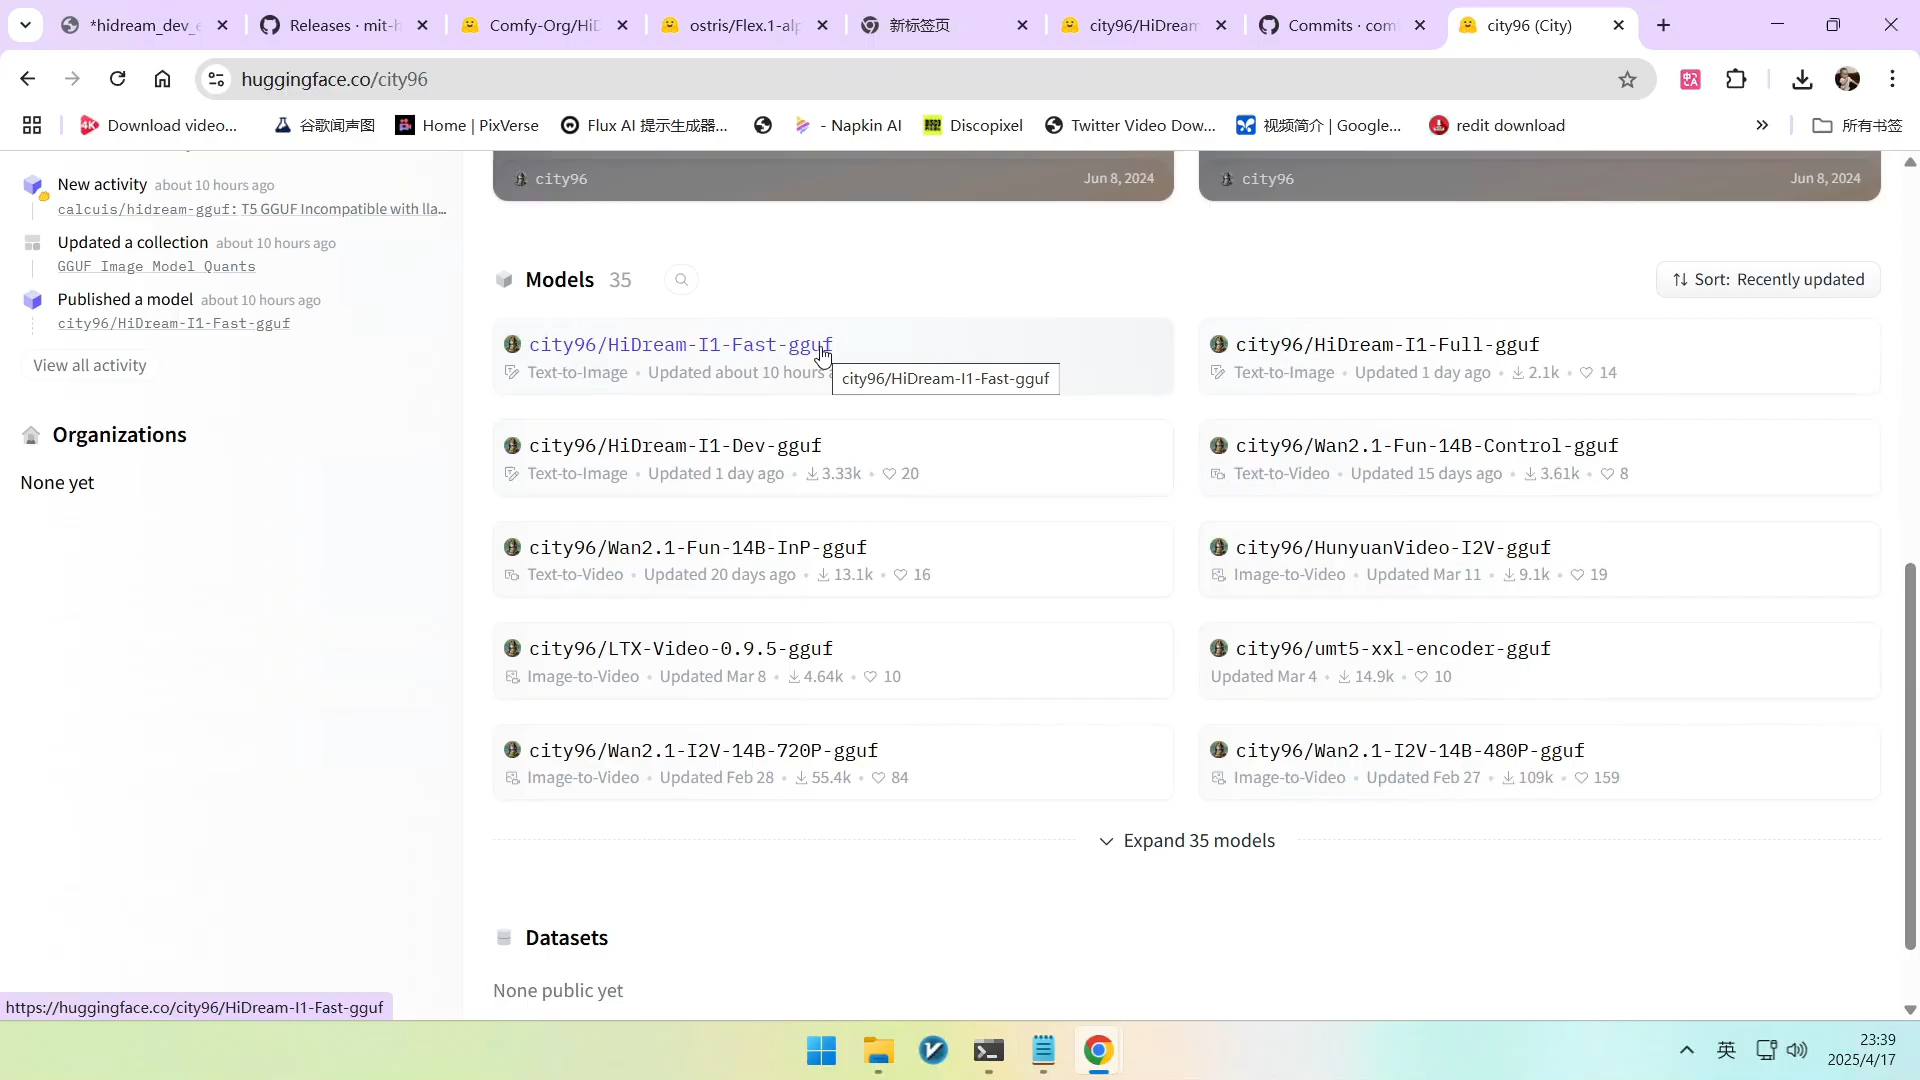 *hidream_dev_e
Releases · mit-h
Comfy-Org/HiD
ostris/Flex.1-alp
新标签页
city96/HiDream
Commits · com
city96 (City)
huggingface.co/city96
Download video...
谷歌闻声图
Home | PixVerse
Flux AI 提示生成器...
- Napkin AI
Discopixel
Twitter Video Dow...
视频简介 | Google...
redit download
所有书签
New activity about 10 hours ago
calcuis/hidream-gguf: T5 GGUF Incompatible with lla...
Updated a collection about 10 hours ago
GGUF Image Model Quants
Published a model about 10 hours ago
city96/HiDream-I1-Fast-gguf
View all activity
Organizations
None yet
city96 Jun 8, 2024
city96 Jun 8, 2024
Models 35
Sort: Recently updated
city96/HiDream-I1-Fast-gguf
Text-to-Image • Updated about 10 hours
city96/HiDream-I1-Fast-gguf
city96/HiDream-I1-Full-gguf
Text-to-Image • Updated 1 day ago • 2.1k • 14
city96/HiDream-I1-Dev-gguf
Text-to-Image • Updated 1 day ago • 3.33k • 20
city96/Wan2.1-Fun-14B-Control-gguf
Text-to-Video • Updated 15 days ago • 3.61k • 8
city96/Wan2.1-Fun-14B-InP-gguf
Text-to-Video • Updated 20 days ago • 13.1k • 16
city96/HunyuanVideo-I2V-gguf
Image-to-Video • Updated Mar 11 • 9.1k • 19
city96/LTX-Video-0.9.5-gguf
Image-to-Video • Updated Mar 8 • 4.64k • 10
city96/umt5-xxl-encoder-gguf
Updated Mar 4 • 14.9k • 10
city96/Wan2.1-I2V-14B-720P-gguf
Image-to-Video • Updated Feb 28 • 55.4k • 84
city96/Wan2.1-I2V-14B-480P-gguf
Image-to-Video • Updated Feb 27 • 109k • 159
Expand 35 models
Datasets
None public yet
https://huggingface.co/city96/HiDream-I1-Fast-gguf
英
23:39
2025/4/17